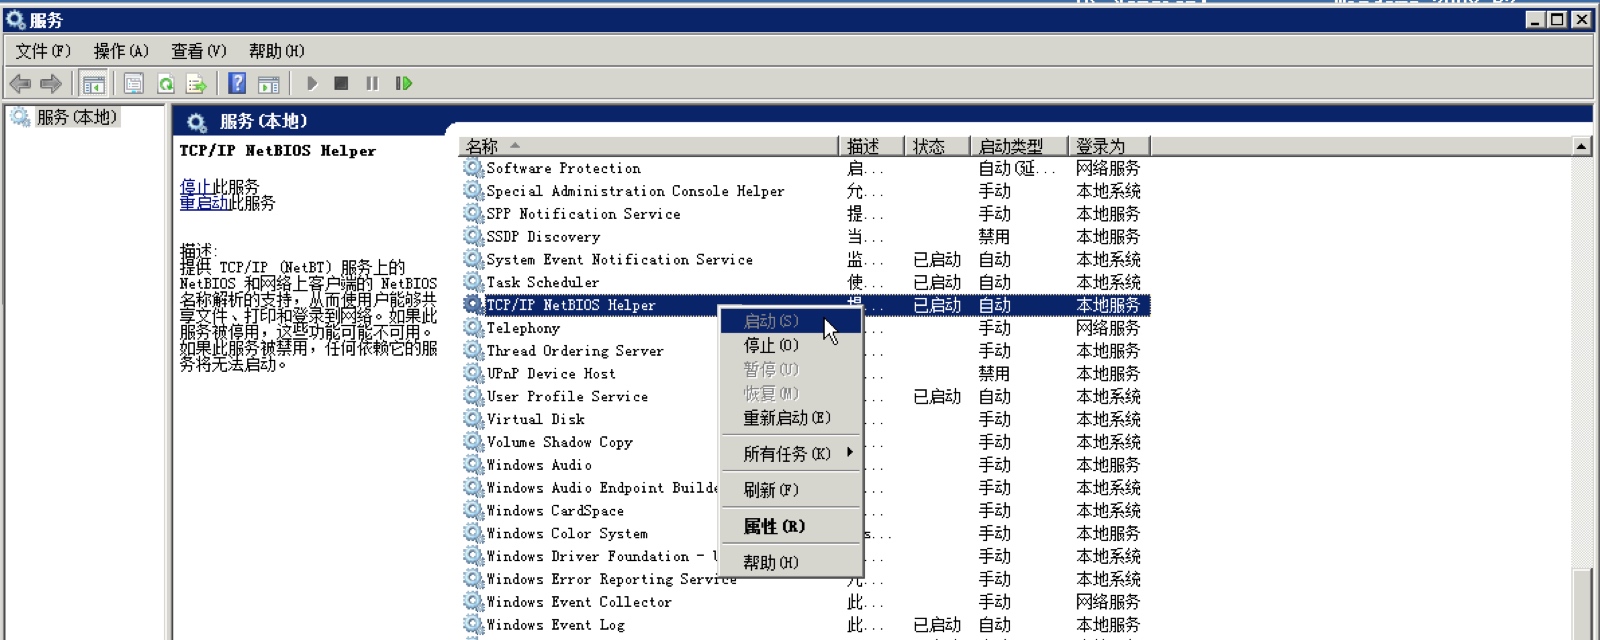 服务
文件(F) 操作(A) 查看(V) 帮助(H)
服务(本地)
服务(本地)
TCP/IP NetBIOS Helper
停止此服务
重启动此服务
描述:
提供 TCP/IP (NetBT) 服务上的
NetBIOS 和网络上客户端的 NetBIOS
名称解析的支持，从而使用户能够共
享文件、打印和登录到网络。如果此
服务被停用，这些功能可能不可用。
如果此服务被禁用，任何依赖它的服
务将无法启动。
名称 描述 状态 启动类型 登录为
Software Protection 启... 自动(延... 网络服务
Special Administration Console Helper 允... 手动 本地系统
SPP Notification Service 提... 手动 本地服务
SSDP Discovery 当... 禁用 本地服务
System Event Notification Service 监... 已启动 自动 本地系统
Task Scheduler 使... 已启动 自动 本地系统
TCP/IP NetBIOS Helper 提... 已启动 自动 本地服务
Telephony ... 手动 网络服务
Thread Ordering Server ... 手动 本地服务
UPnP Device Host ... 禁用 本地服务
User Profile Service ... 已启动 自动 本地系统
Virtual Disk ... 手动 本地系统
Volume Shadow Copy ... 手动 本地系统
Windows Audio ... 手动 本地服务
Windows Audio Endpoint Builde ... 手动 本地系统
Windows CardSpace ... 手动 本地系统
Windows Color System s... 手动 本地服务
Windows Driver Foundation - ... 手动 本地系统
Windows Error Reporting Service 允... 手动 本地系统
Windows Event Collector 此... 手动 网络服务
Windows Event Log 此... 已启动 自动 本地服务
启动(S)
停止(O)
暂停(U)
恢复(M)
重新启动(E)
所有任务(K)
刷新(F)
属性(R)
帮助(H)